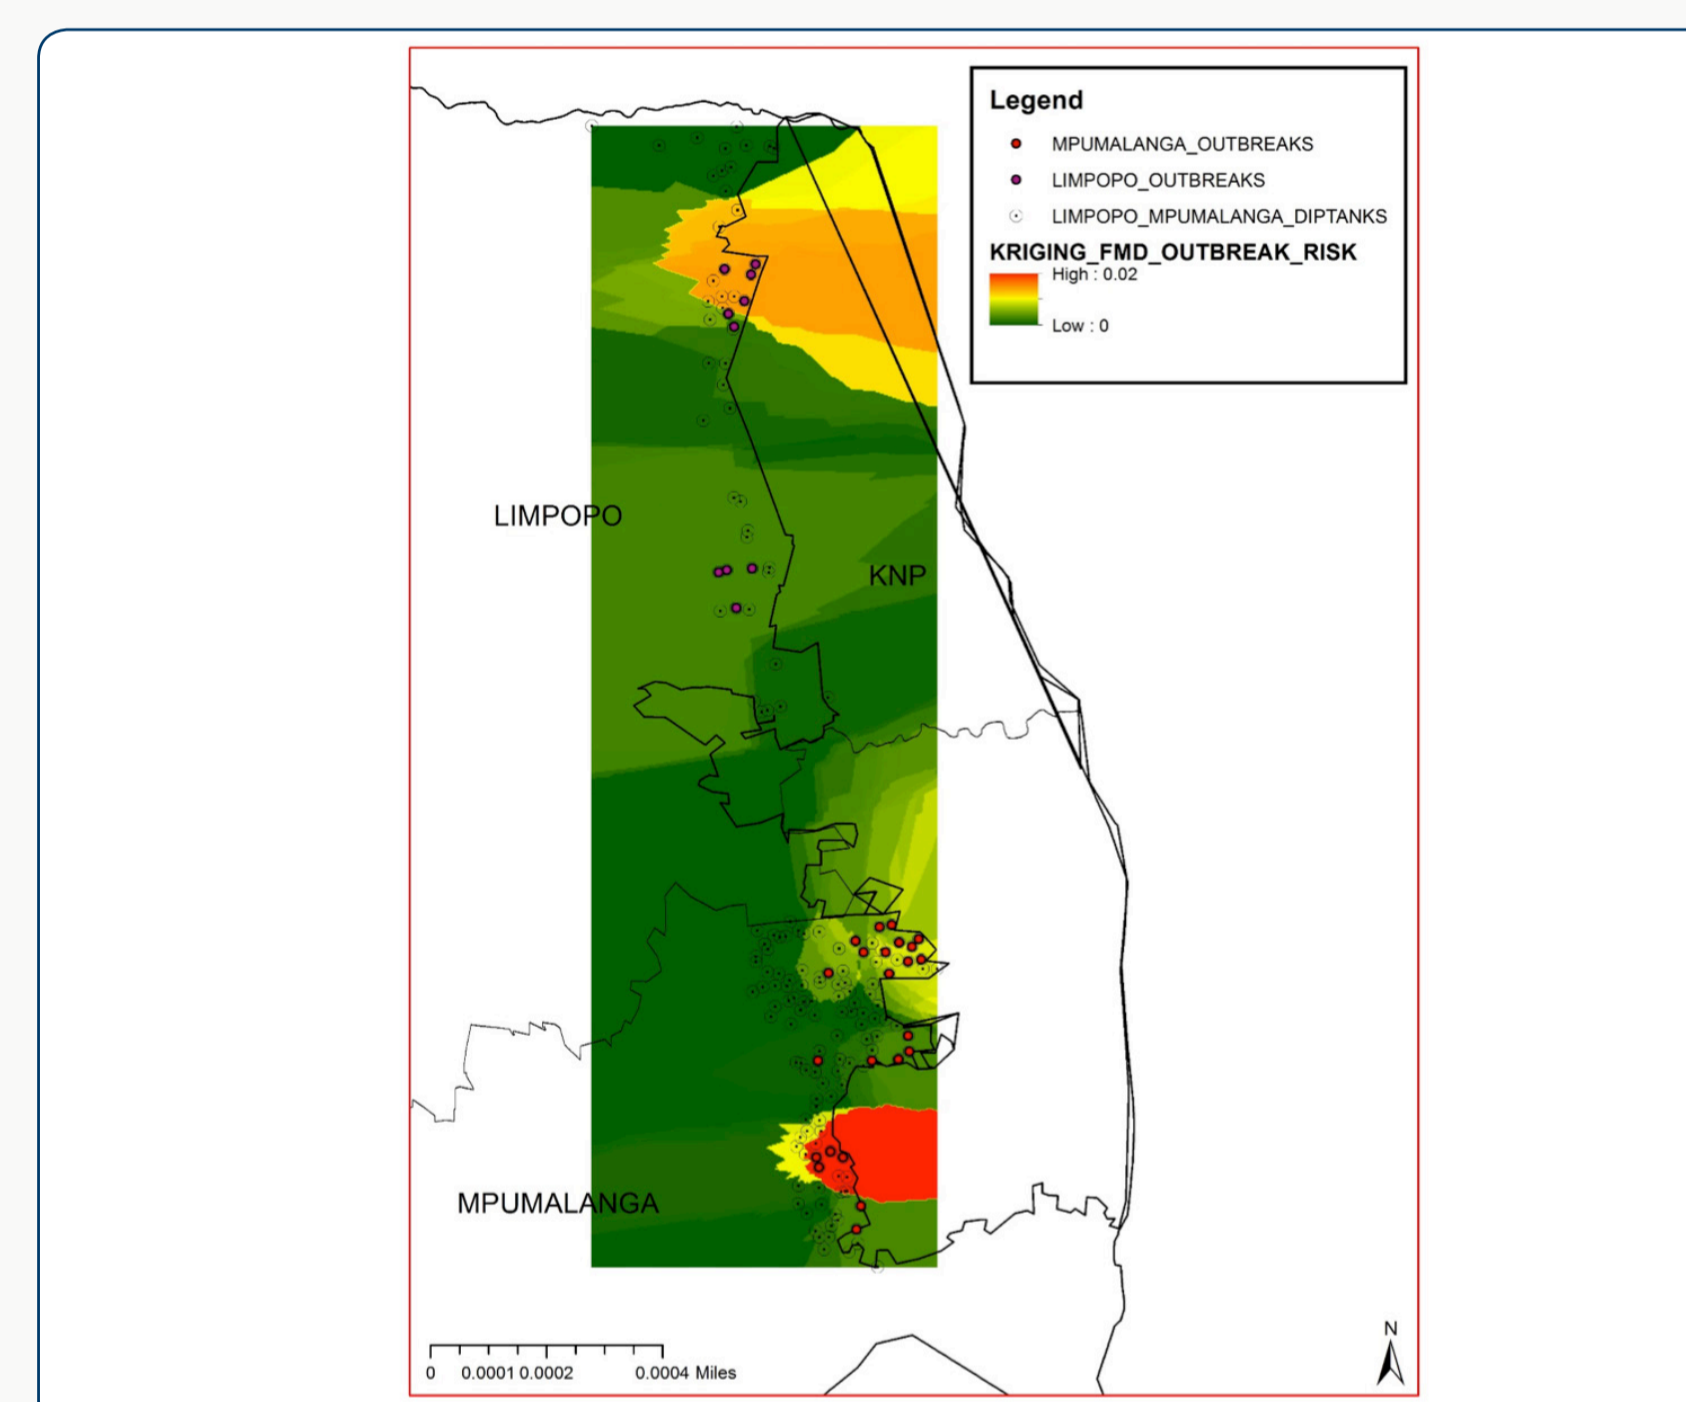 Legend
MPUMALANGA_OUTBREAKS
LIMPOPO_OUTBREAKS
LIMPOPO_MPUMALANGA_DIPTANKS
KRIGING_FMD_OUTBREAK_RISK
High : 0.02
Low : 0
LIMPOPO
KNP
MPUMALANGA
N
0 0.0001 0.0002 0.0004 Miles